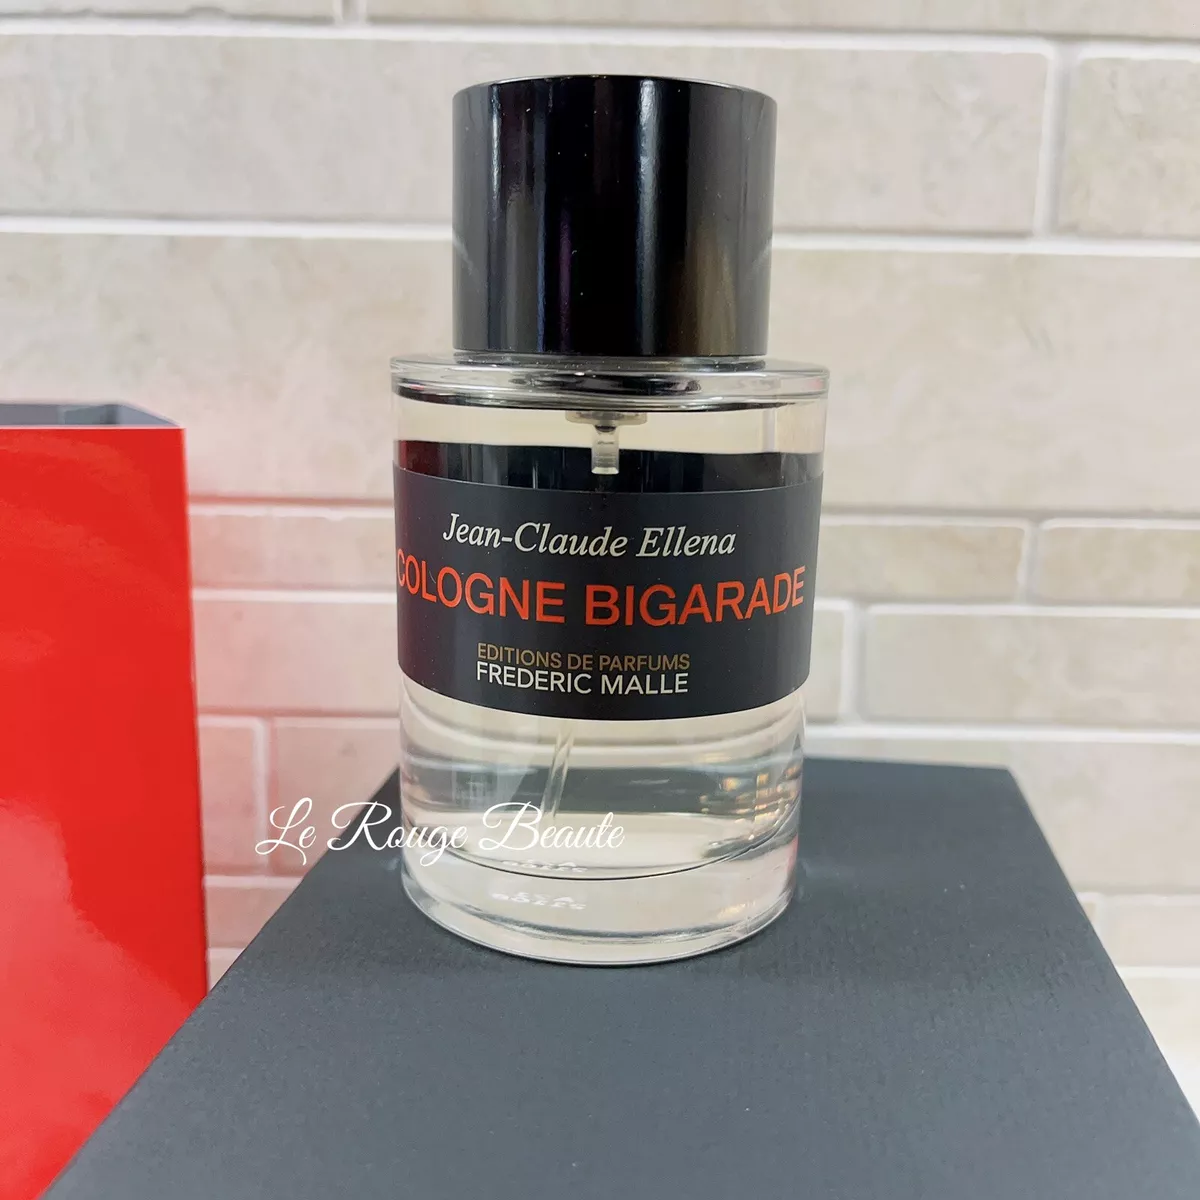 Jean-Claude Ellena
COLOGNE BIGARADE
EDITIONS DE PARFUMS
FREDERIC MALLE
Le Rouge Beaute